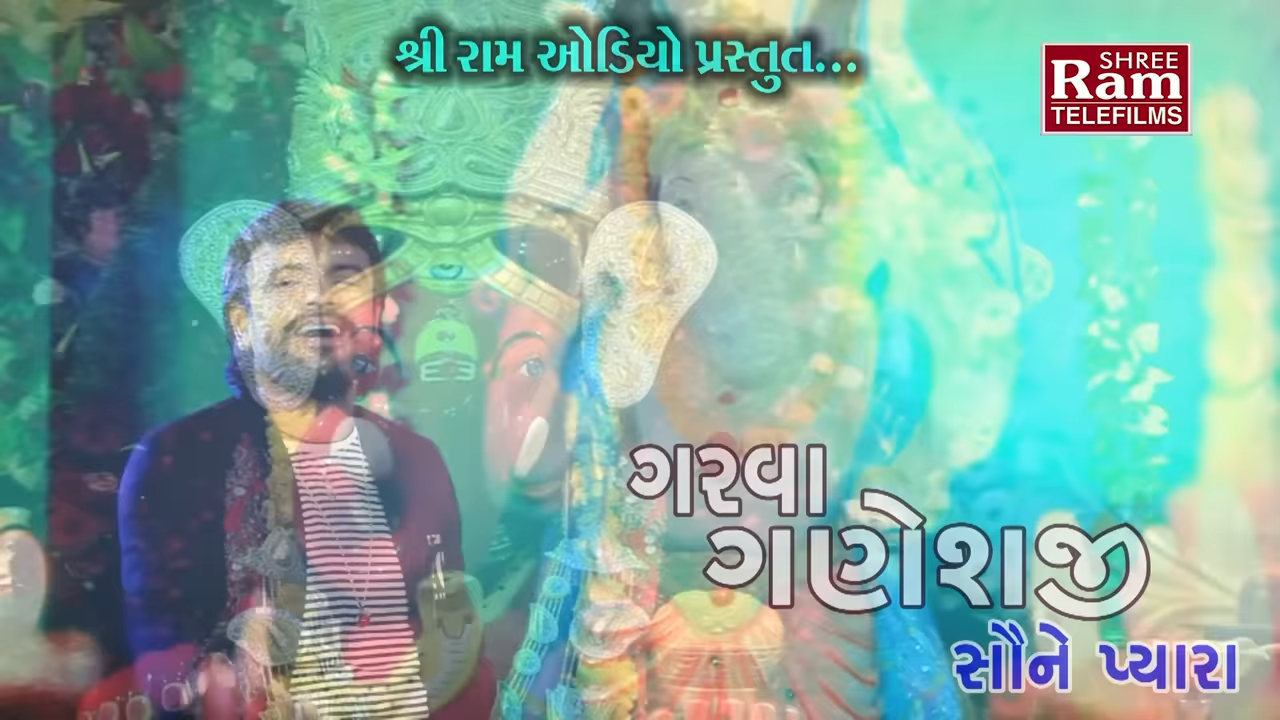 શ્રી રામ ઓડિયો પ્રસ્તુત...
SHREE
Ram
TELEFILMS
ગરવા
ગણેશજી
સૌને પ્યારા